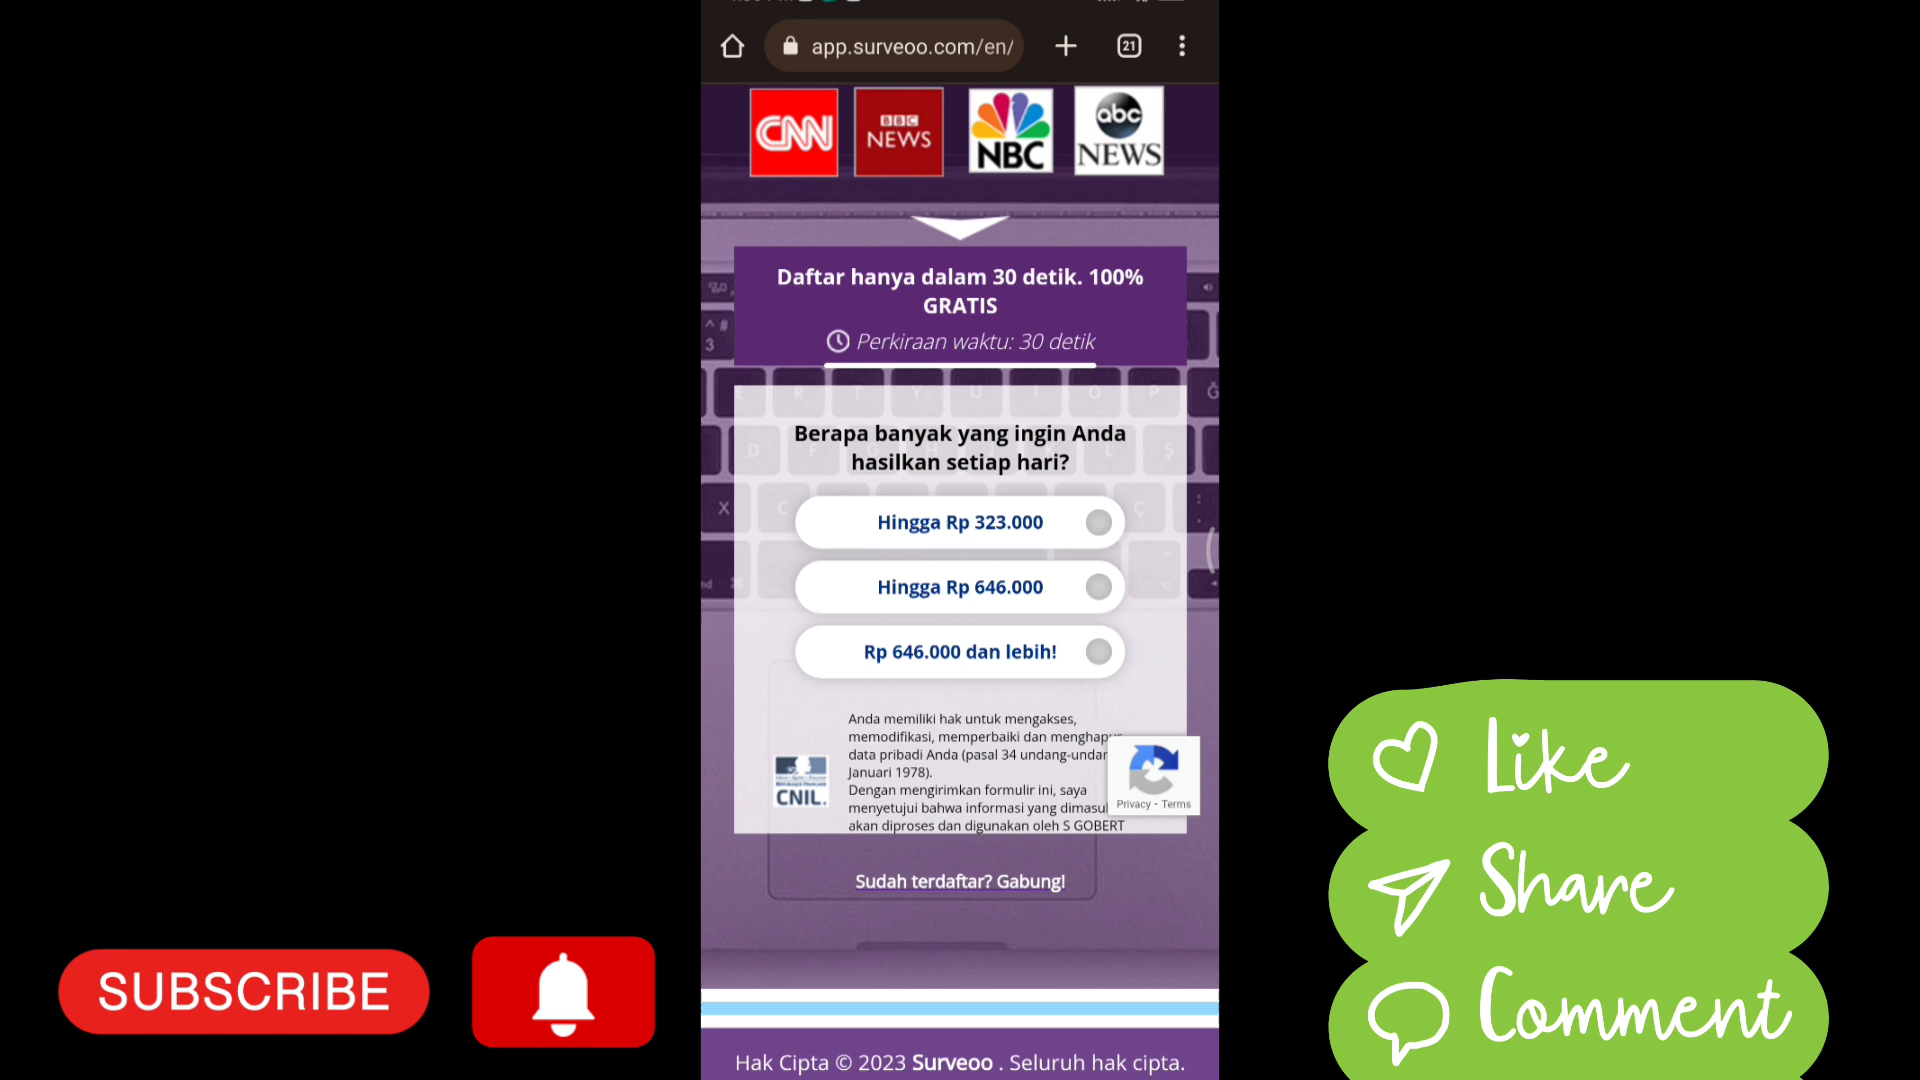 app.surveoo.com/en/
21
CNN
BBC
NEWS
NBC
abc
NEWS
Daftar hanya dalam 30 detik. 100%
GRATIS
Perkiraan waktu: 30 detik
Berapa banyak yang ingin Anda
hasilkan setiap hari?
Hingga Rp 323.000
Hingga Rp 646.000
Rp 646.000 dan lebih!
Anda memiliki hak untuk mengakses,
memodifikasi, memperbaiki dan
data pribadi Anda (pasal 34
Januari 1978).
Dengan mengirimkan formulir ini, saya
menyetujui bahwa informasi yang
akan diproses dan digunakan oleh S GOBERT
CNIL.
Privacy - Terms
Sudah terdaftar? Gabung!
Hak Cipta © 2023 Surveoo . Seluruh hak cipta.
SUBSCRIBE
Like
Share
Comment